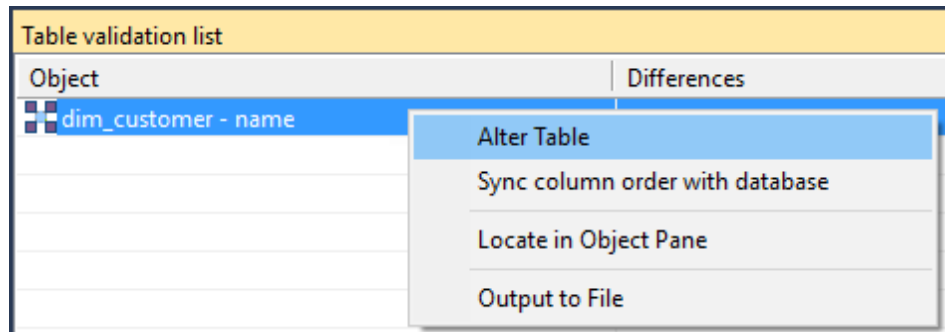 Table validation list
Object Differences
dim_customer - name
Alter Table
Sync column order with database
Locate in Object Pane
Output to File